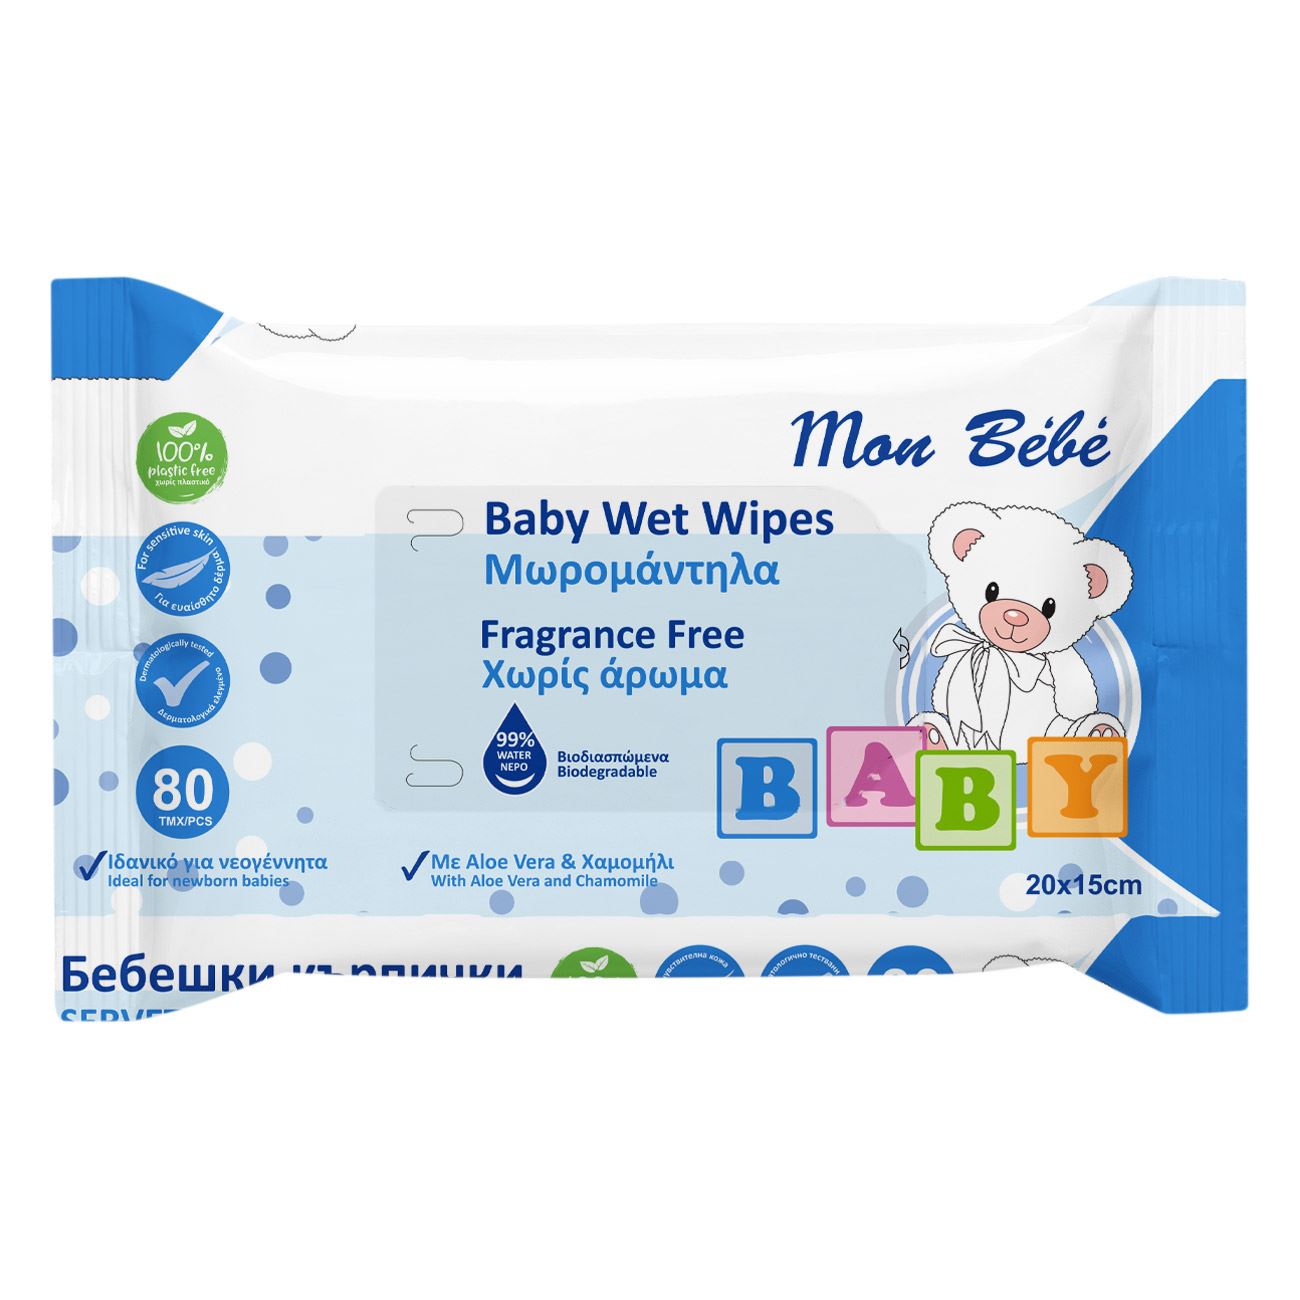 Mon Bébé
100%
plastic free
χωρίς πλαστικό
For sensitive skin
Για ευαίσθητο δέρμα
Dermatologically tested
Δερματολογικά ελεγμένο
80
ΤΜΧ/PCS
Baby Wet Wipes
Μωρομάντηλα
Fragrance Free
Χωρίς άρωμα
99%
WATER
ΝΕΡΟ
Βιοδιασπώμενα
Biodegradable
B A B Y
Ιδανικό για νεογέννητα
Ideal for newborn babies
Με Aloe Vera & Χαμομήλι
With Aloe Vera and Chamomile
20x15cm
Бебешки кърпички